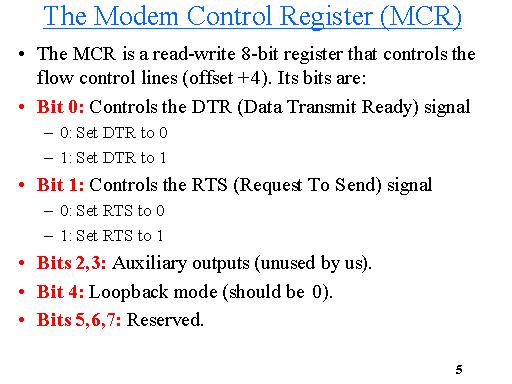 The Modem Control Register (MCR)
• The MCR is a read-write 8-bit register that controls the
flow control lines (offset +4). Its bits are:
• Bit 0: Controls the DTR (Data Transmit Ready) signal
– 0: Set DTR to 0
– 1: Set DTR to 1
• Bit 1: Controls the RTS (Request To Send) signal
– 0: Set RTS to 0
– 1: Set RTS to 1
• Bits 2,3: Auxiliary outputs (unused by us).
• Bit 4: Loopback mode (should be 0).
• Bits 5,6,7: Reserved.
5